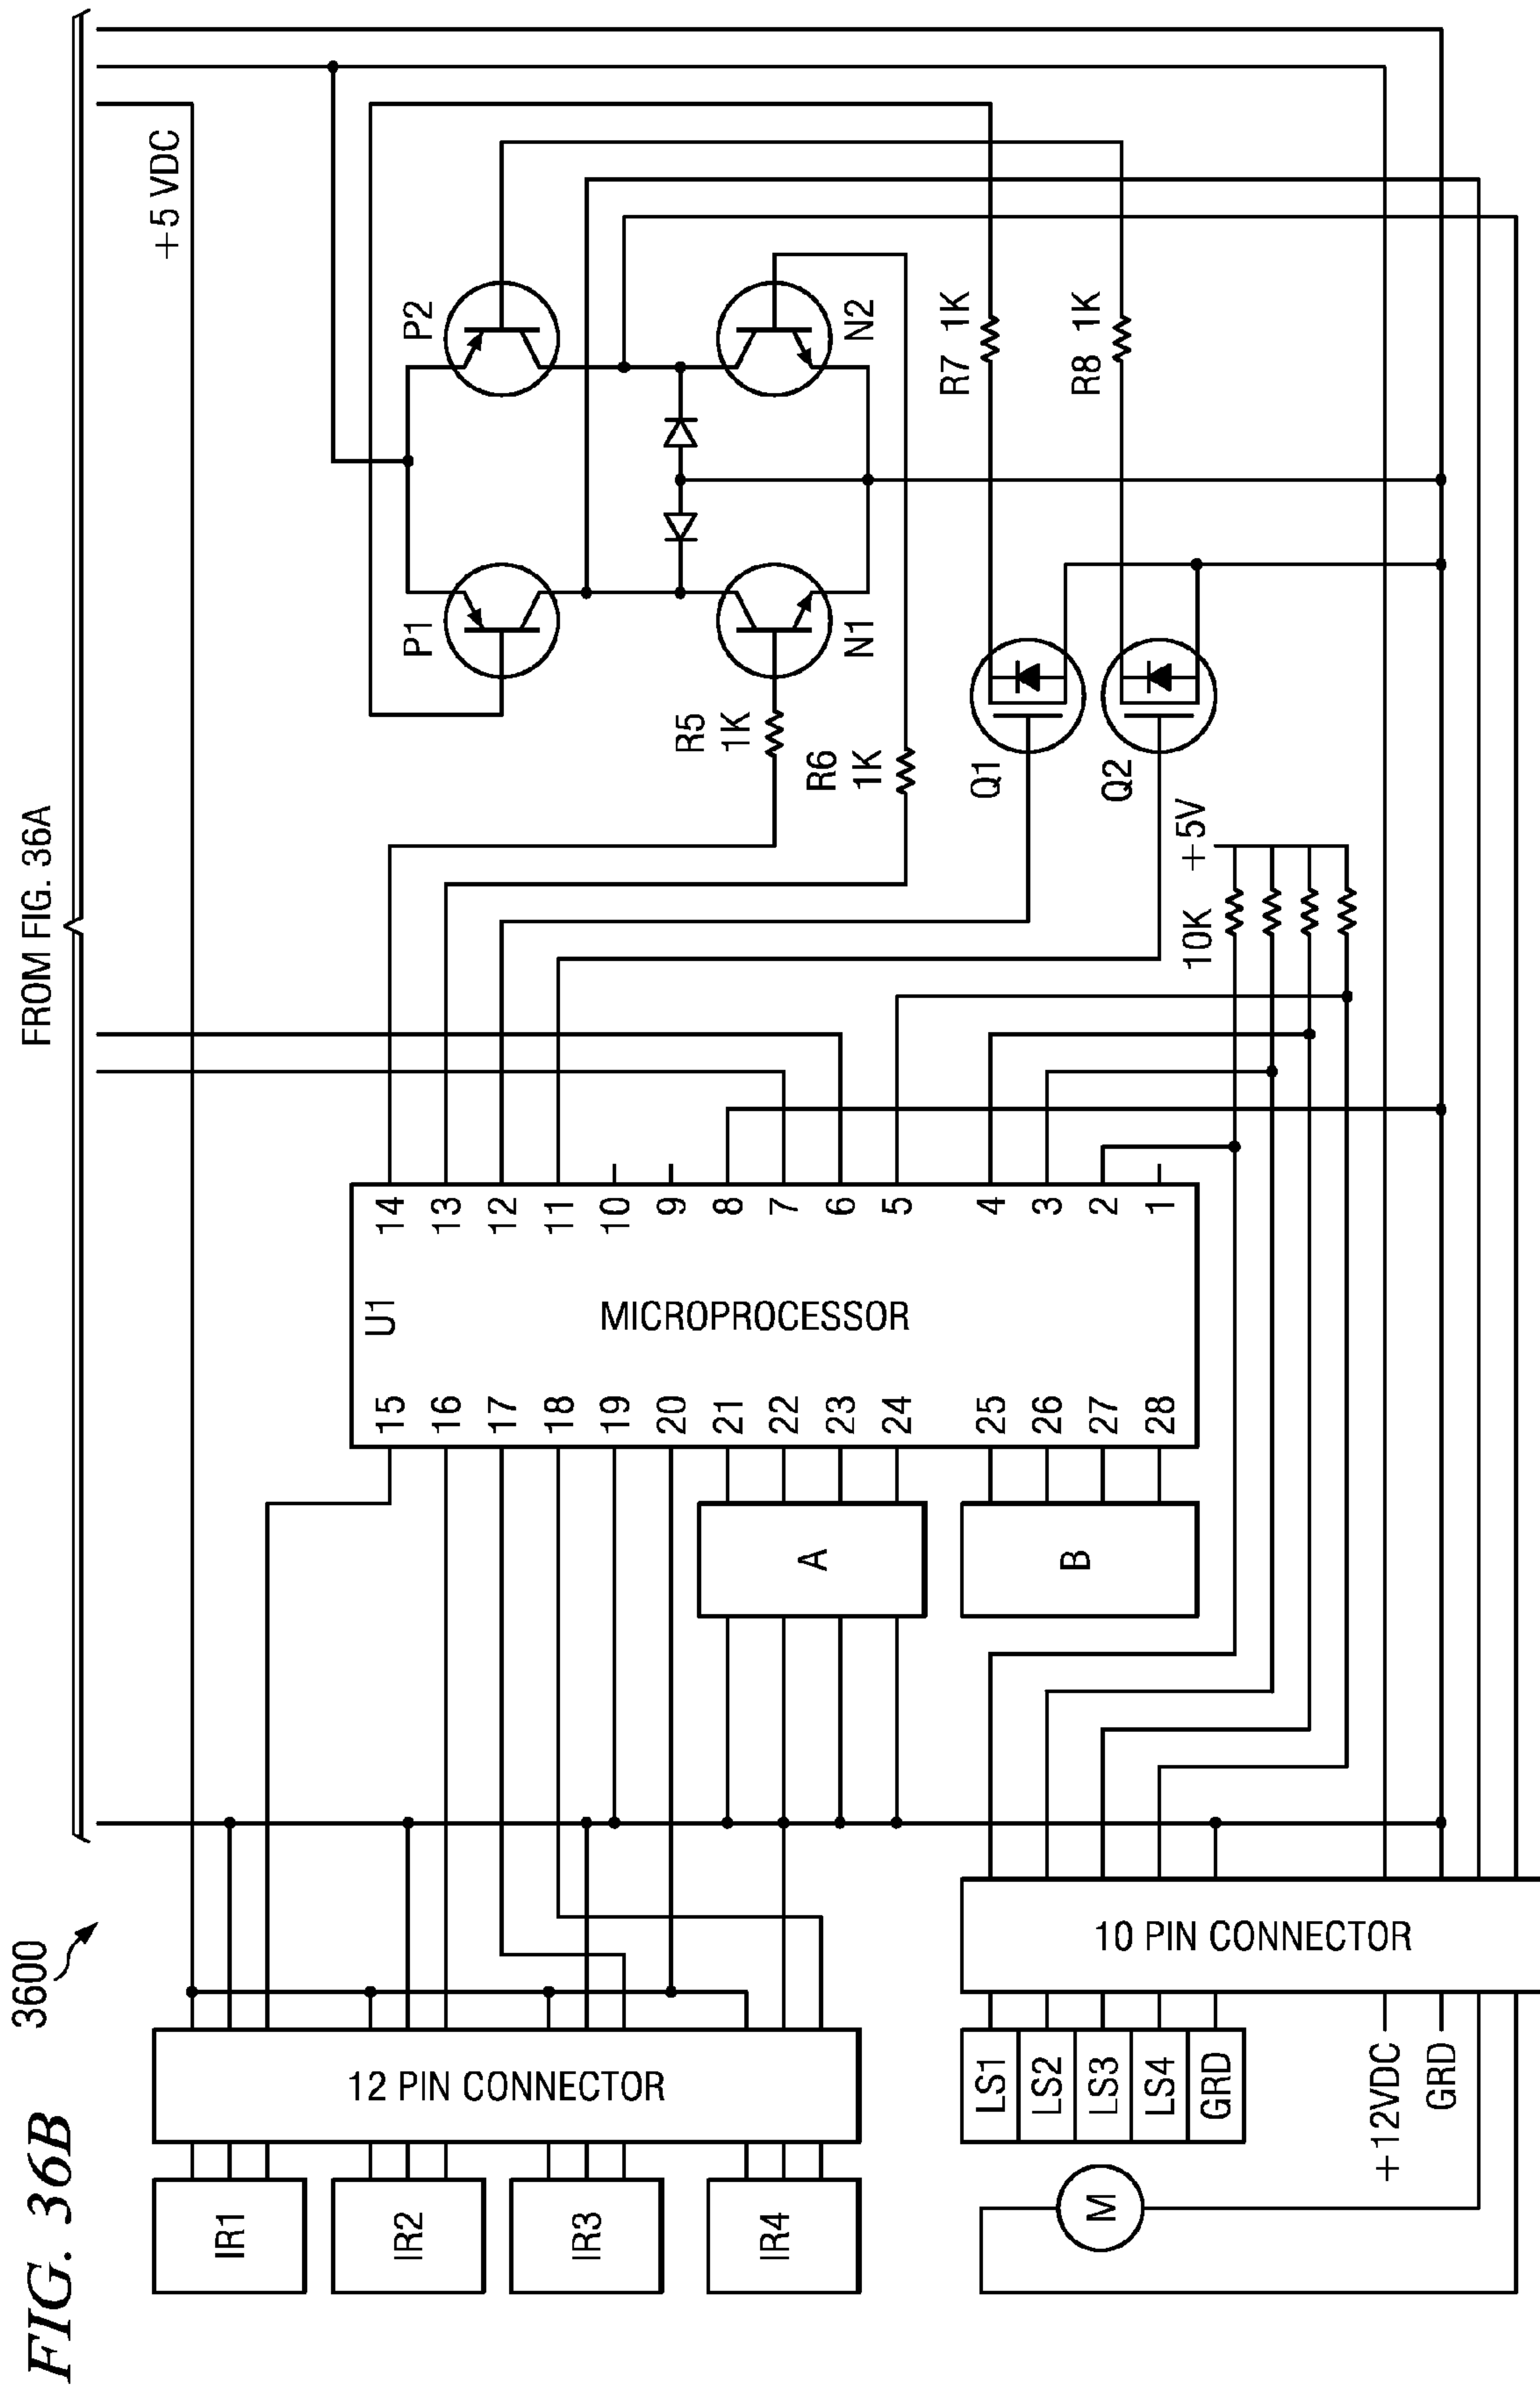 FIG. 36B
3600
FROM FIG. 36A
+5 VDC
P1
P2
N1
N2
R5
1K
R6
1K
R7 1K
R8 1K
Q1
Q2
+5V
10K
14
13
12
11
10
9
8
7
6
5
4
3
2
1
U1
MICROPROCESSOR
15
16
17
18
19
20
21
22
23
24
25
26
27
28
A
B
12 PIN CONNECTOR
10 PIN CONNECTOR
IR1
IR2
IR3
IR4
LS1
LS2
LS3
LS4
GRD
+12VDC
GRD
M